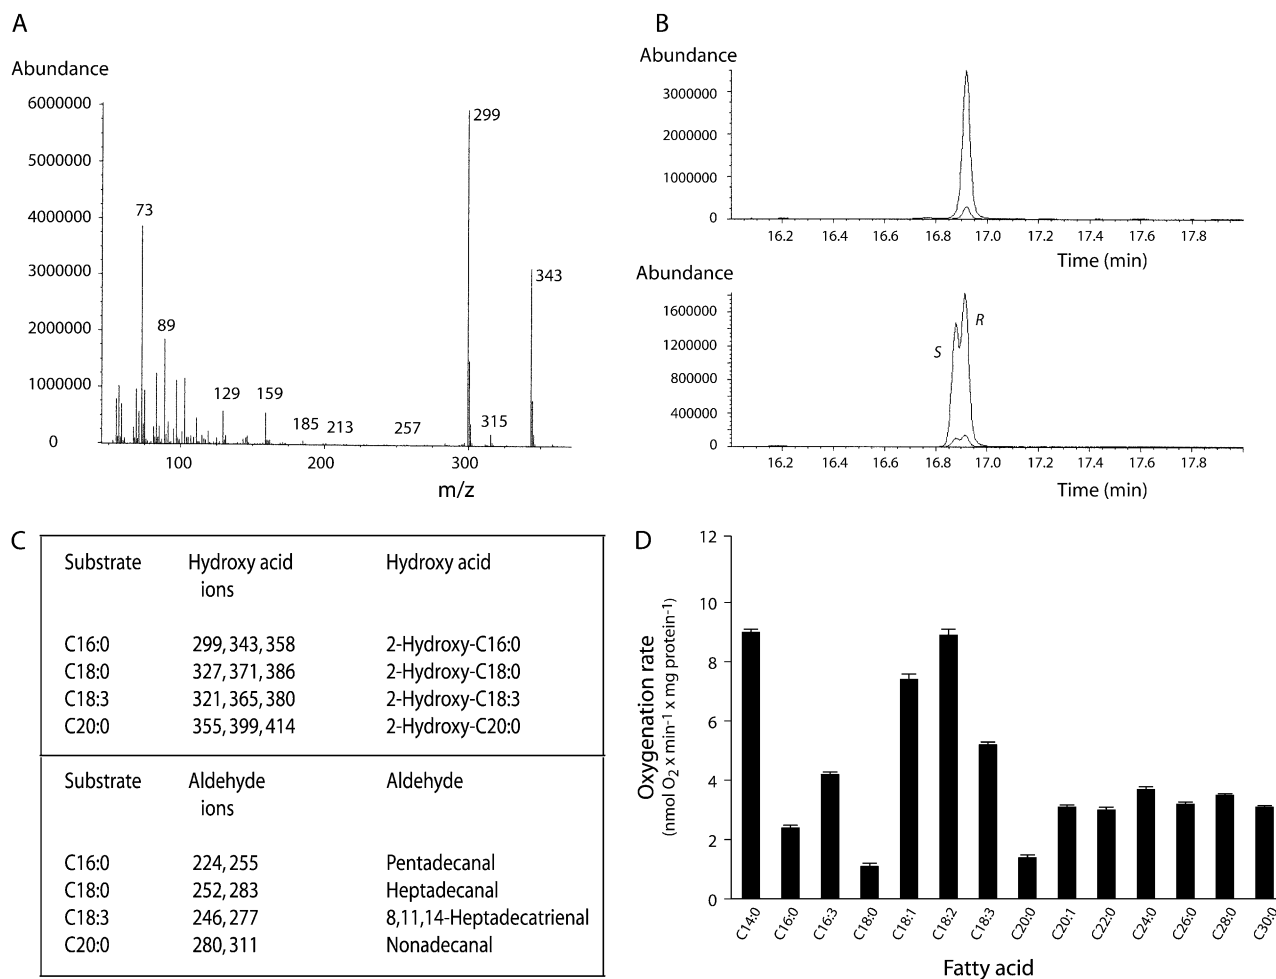 A
Abundance
6000000
5000000
4000000
3000000
2000000
1000000
0
73
89
129
159
185
213
257
299
315
343
100
200
300
m/z
B
3000000
2000000
1000000
0
16.2 16.4 16.6 16.8 17.0 17.2 17.4 17.6 17.8
Time (min)
Abundance
1600000
1200000
800000
400000
0
S
R
16.2 16.4 16.6 16.8 17.0 17.2 17.4 17.6 17.8
Time (min)
C
Substrate Hydroxy acid Hydroxy acid
ions
C16:0 299, 343, 358 2-Hydroxy-C16:0
C18:0 327, 371, 386 2-Hydroxy-C18:0
C18:3 321, 365, 380 2-Hydroxy-C18:3
C20:0 355, 399, 414 2-Hydroxy-C20:0
Substrate Aldehyde Aldehyde
ions
C16:0 224, 255 Pentadecanal
C18:0 252, 283 Heptadecanal
C18:3 246, 277 8,11,14-Heptadecatrienal
C20:0 280, 311 Nonadecanal
D
Oxygenation rate
(nmol O2 x min-1 x mg protein-1)
12
10
8
6
4
2
0
C14:0 C16:0 C16:3 C18:0 C18:1 C18:2 C18:3 C20:0 C20:1 C22:0 C24:0 C26:0 C28:0 C30:0
Fatty acid